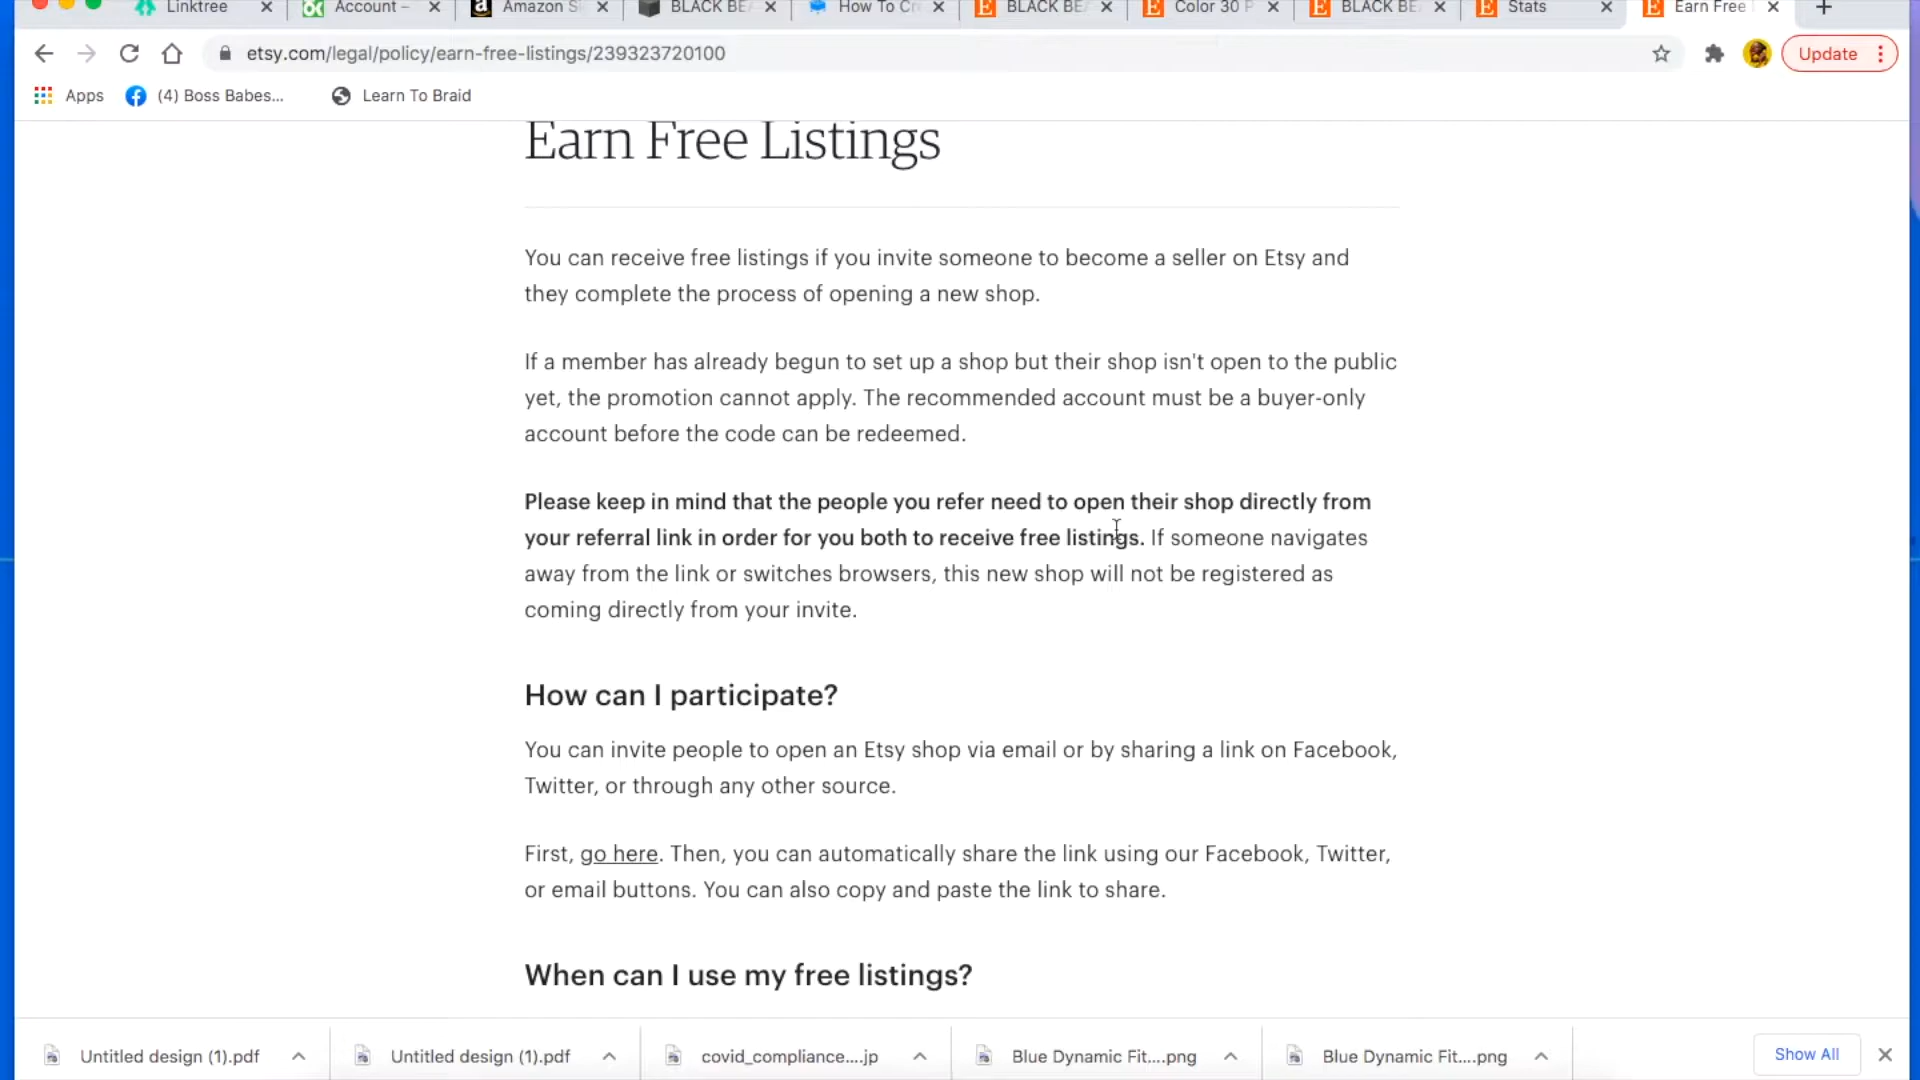 Linktree
Account –
Amazon S
BLACK BEA
How To Cr
BLACK BEA
Color 30 P
BLACK BE
Stats
Earn Free
etsy.com/legal/policy/earn-free-listings/239323720100
Update
Apps
(4) Boss Babes...
Learn To Braid
Earn Free Listings
You can receive free listings if you invite someone to become a seller on Etsy and
they complete the process of opening a new shop.
If a member has already begun to set up a shop but their shop isn't open to the public
yet, the promotion cannot apply. The recommended account must be a buyer-only
account before the code can be redeemed.
Please keep in mind that the people you refer need to open their shop directly from
your referral link in order for you both to receive free listings. If someone navigates
away from the link or switches browsers, this new shop will not be registered as
coming directly from your invite.
How can I participate?
You can invite people to open an Etsy shop via email or by sharing a link on Facebook,
Twitter, or through any other source.
First, go here. Then, you can automatically share the link using our Facebook, Twitter,
or email buttons. You can also copy and paste the link to share.
When can I use my free listings?
Untitled design (1).pdf
Untitled design (1).pdf
covid_compliance....jp
Blue Dynamic Fit....png
Blue Dynamic Fit....png
Show All